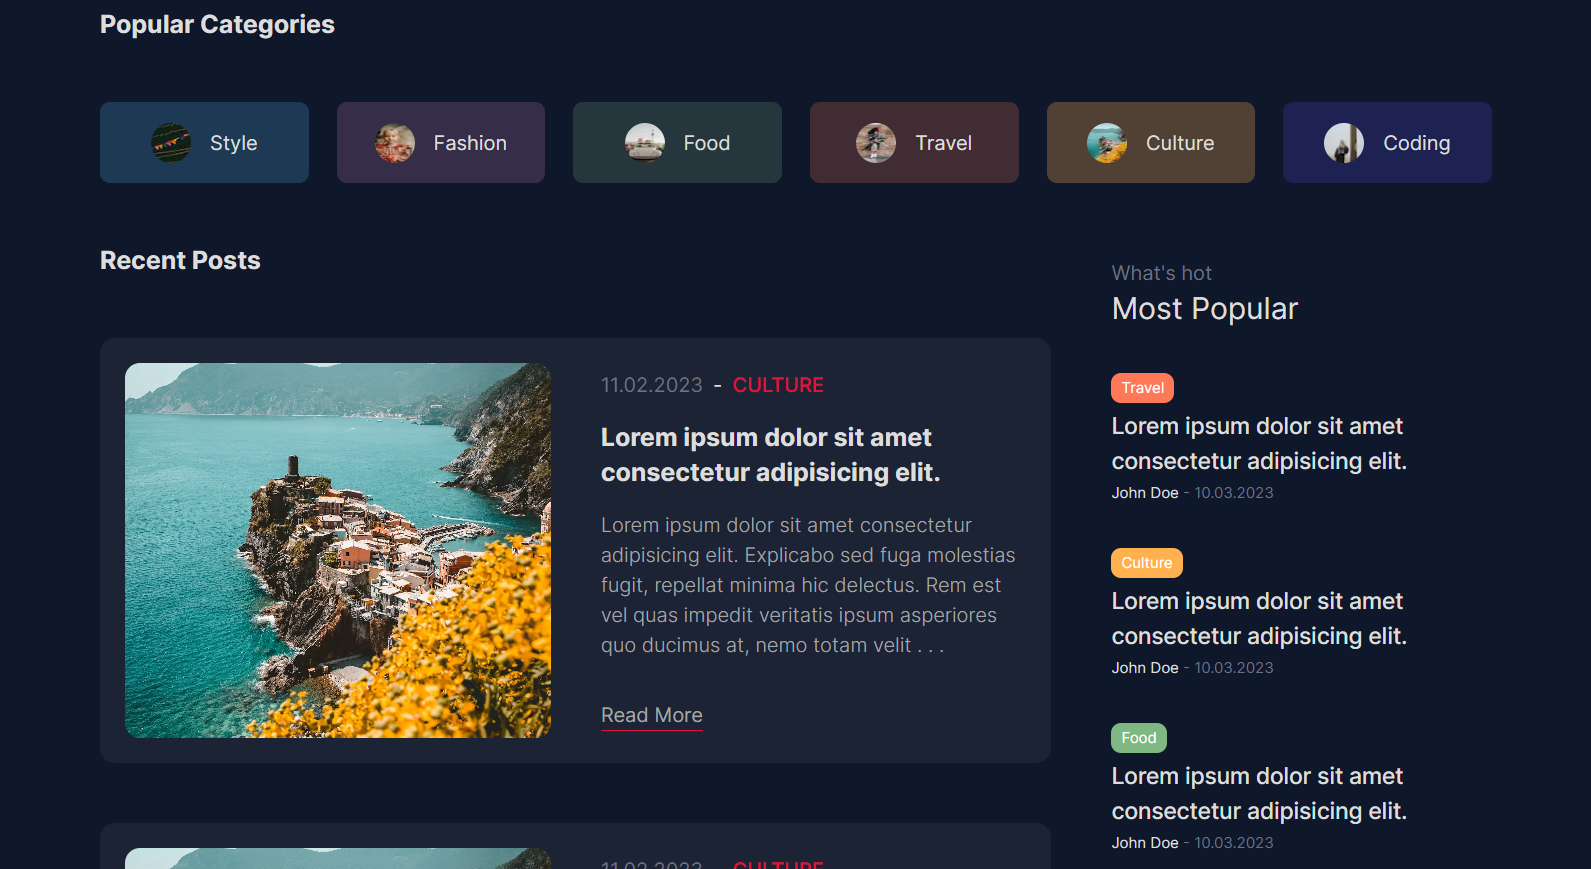 Popular Categories
Style
Fashion
Food
Travel
Culture
Coding
Recent Posts
11.02.2023 - CULTURE
Lorem ipsum dolor sit amet
consectetur adipisicing elit.
Lorem ipsum dolor sit amet consectetur
adipisicing elit. Explicabo sed fuga molestias
fugit, repellat minima hic delectus. Rem est
vel quas impedit veritatis ipsum asperiores
quo ducimus at, nemo totam velit . . .
Read More
11.02.2023 - CULTURE
What's hot
Most Popular
Travel
Lorem ipsum dolor sit amet
consectetur adipisicing elit.
John Doe - 10.03.2023
Culture
Lorem ipsum dolor sit amet
consectetur adipisicing elit.
John Doe - 10.03.2023
Food
Lorem ipsum dolor sit amet
consectetur adipisicing elit.
John Doe - 10.03.2023